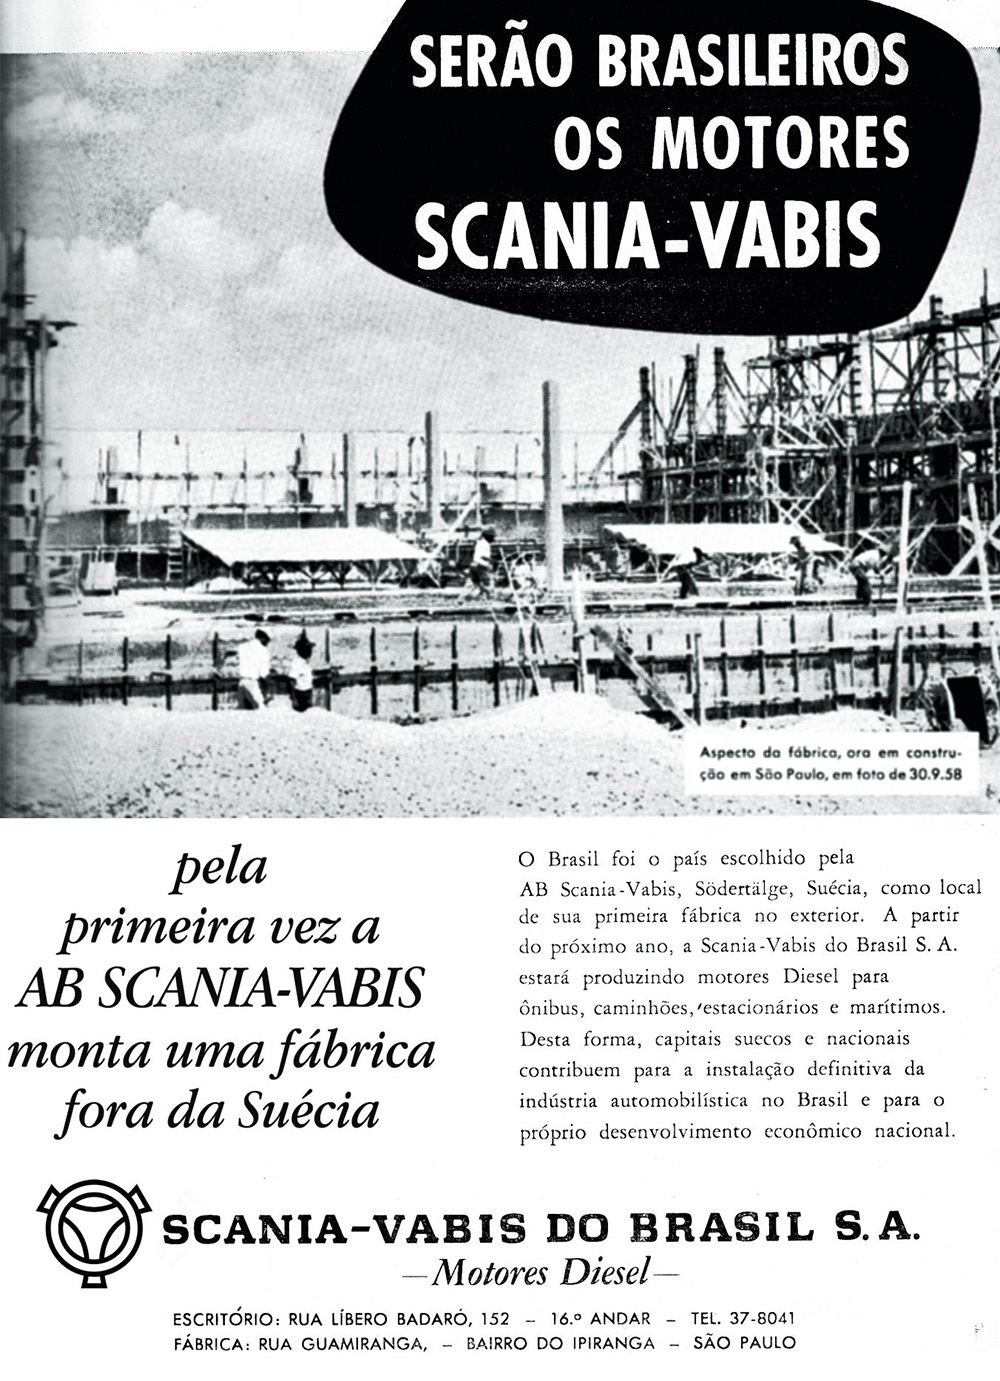 SERÃO BRASILEIROS
OS MOTORES
SCANIA-VABIS
Aspecto da fábrica, ora em constru-
ção em São Paulo, em foto de 30.9.58
pela
primeira vez a
AB SCANIA-VABIS
monta uma fábrica
fora da Suécia
O Brasil foi o país escolhido pela
AB Scania-Vabis, Södertälge, Suécia, como local
de sua primeira fábrica no exterior. A partir
do próximo ano, a Scania-Vabis do Brasil S. A.
estará produzindo motores Diesel para
ônibus, caminhões, estacionários e marítimos.
Desta forma, capitais suecos e nacionais
contribuem para a instalação definitiva da
indústria automobilística no Brasil e para o
próprio desenvolvimento econômico nacional.
SCANIA-VABIS DO BRASIL S.A.
—Motores Diesel—
ESCRITÓRIO: RUA LÍBERO BADARÓ, 152 – 16.º ANDAR – TEL. 37-8041
FÁBRICA: RUA GUAMIRANGA, – BAIRRO DO IPIRANGA – SÃO PAULO